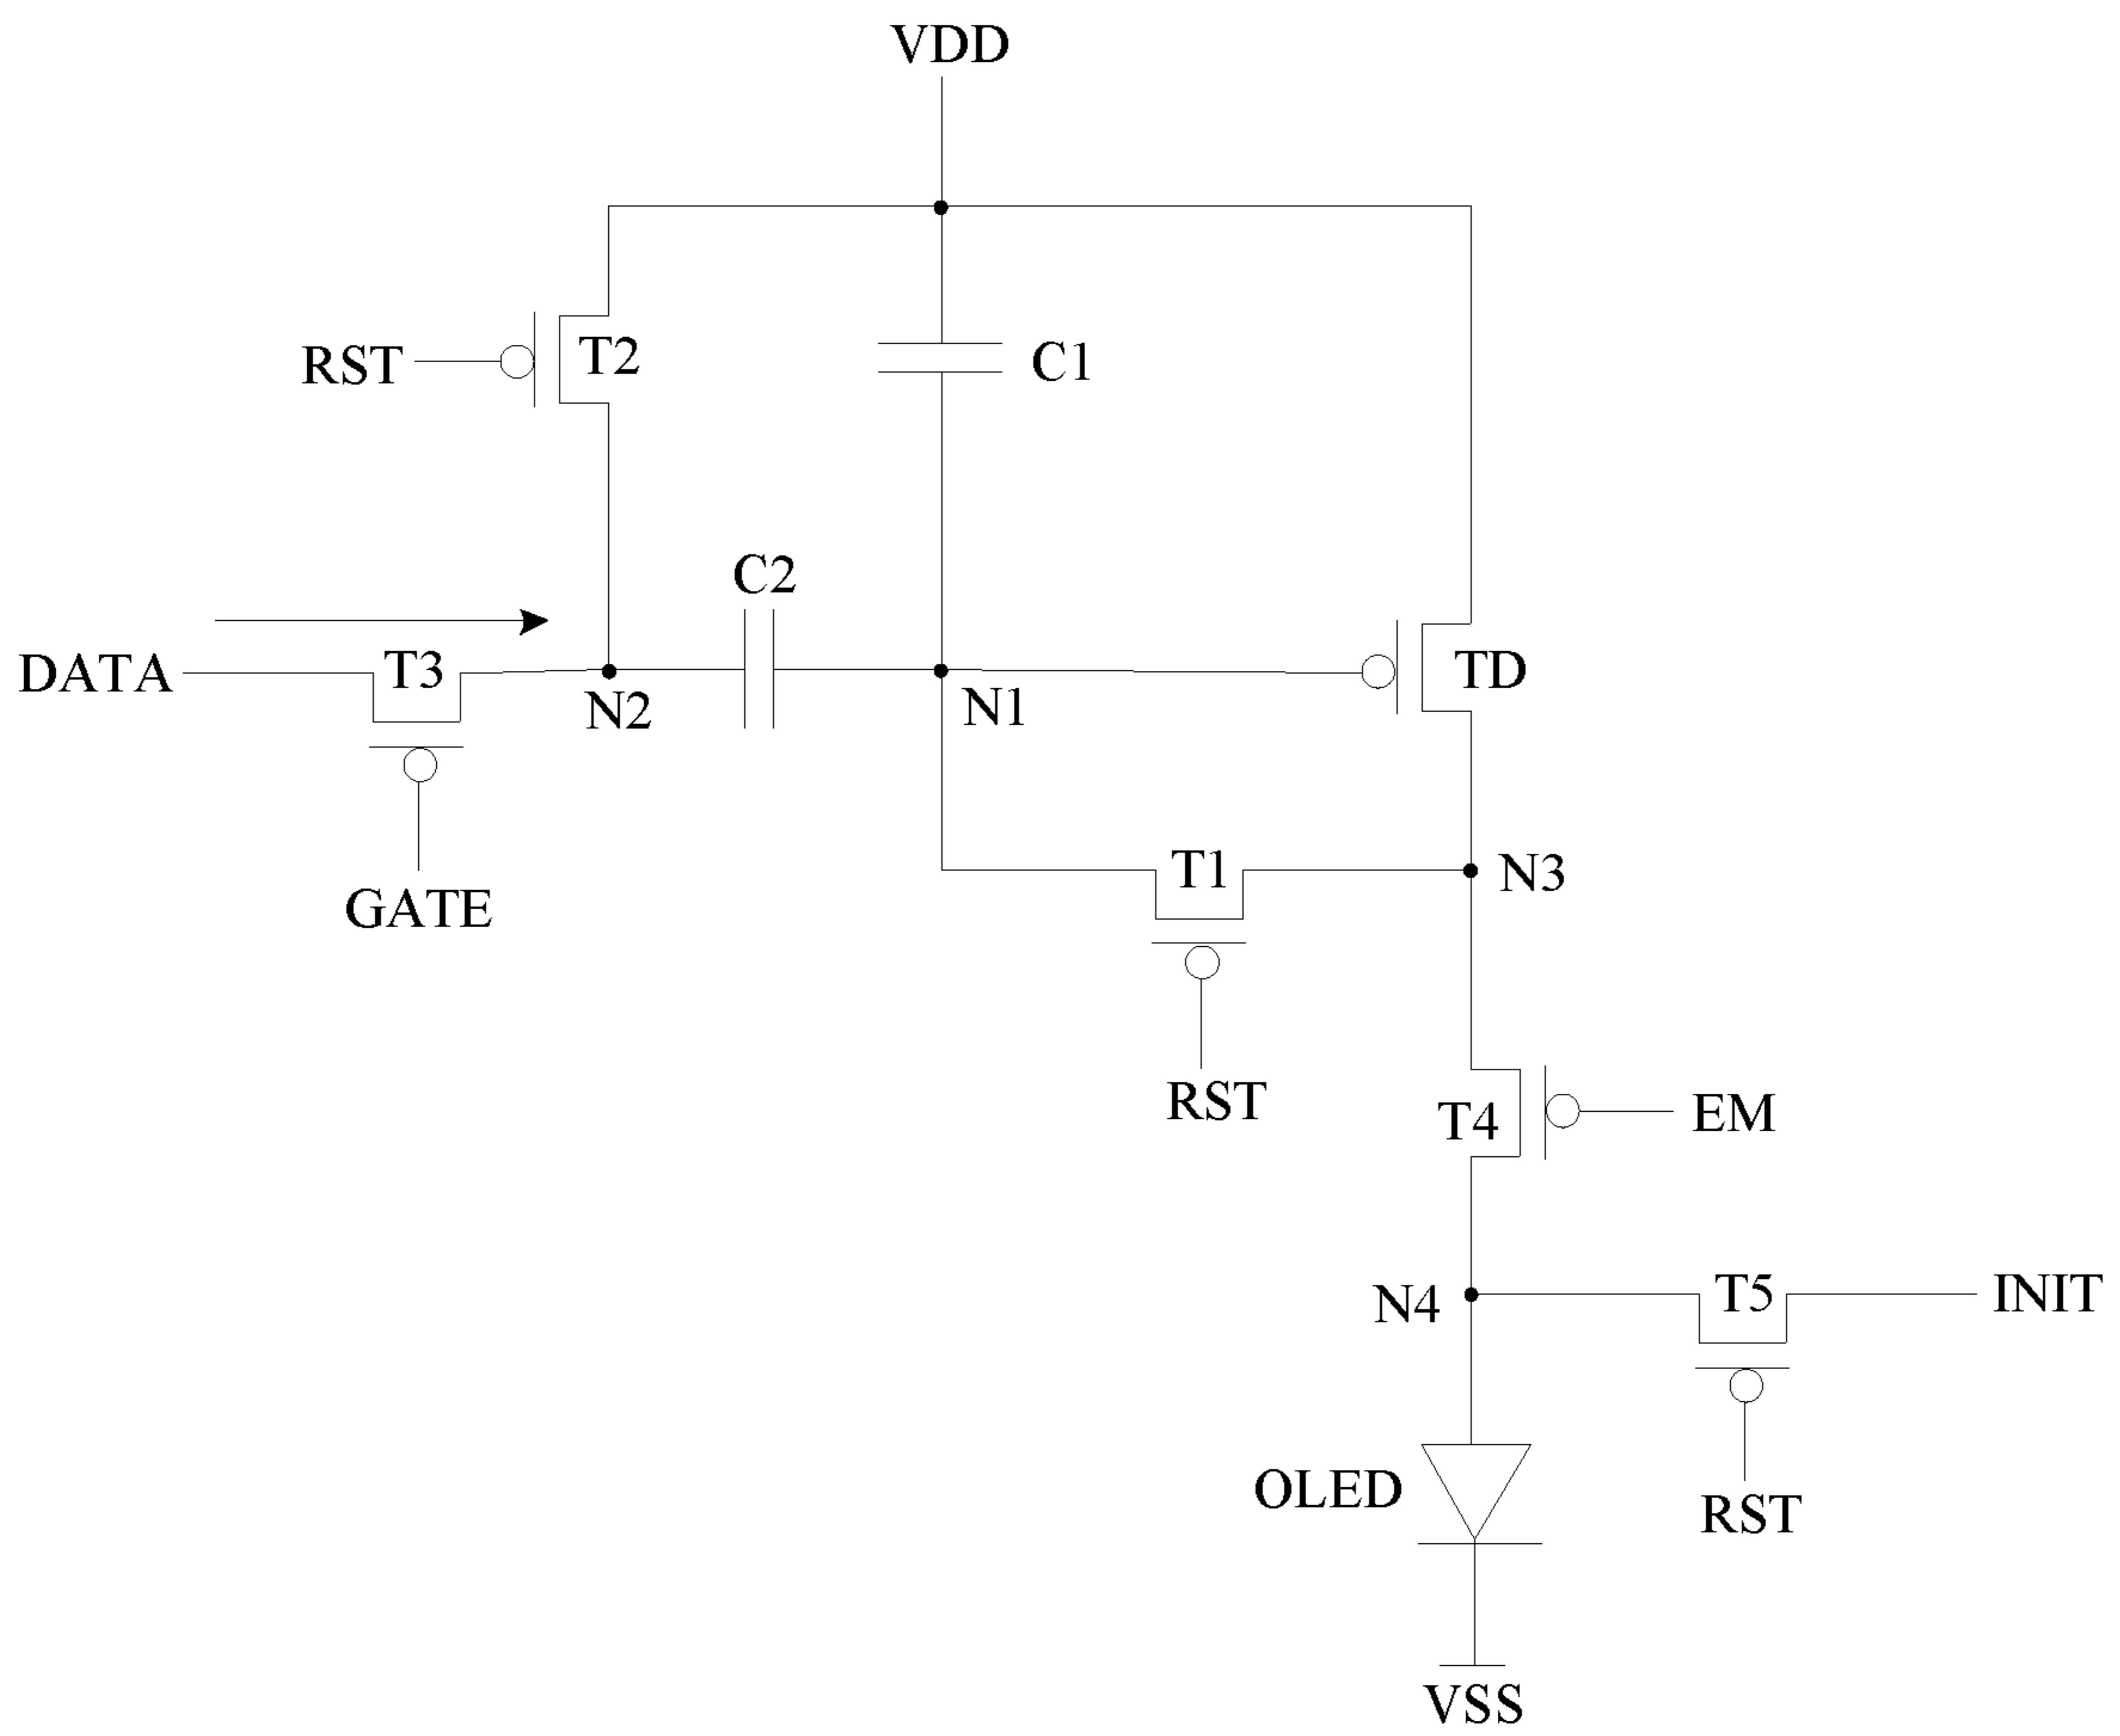 VDD
RST
T2
C1
C2
DATA
T3
N2
N1
TD
GATE
T1
N3
RST
T4
EM
N4
T5
INIT
OLED
RST
VSS